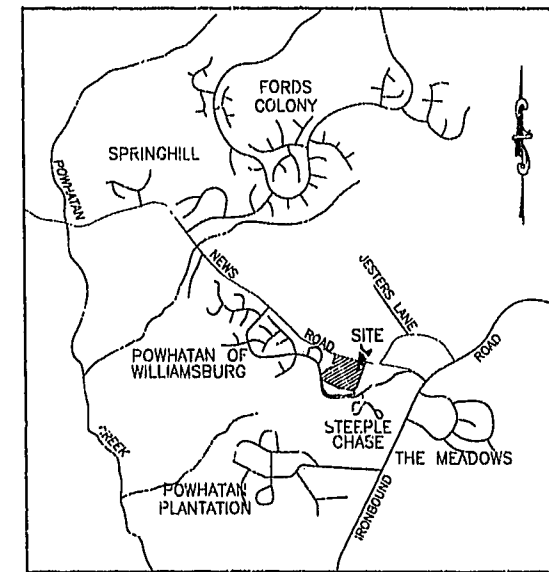 FORDS
COLONY
SPRINGHILL
POWHATAN
NEWS
JESTERS LANE
ROAD
SITE
ROAD
POWHATAN OF
WILLIAMSBURG
STEEPLE
CHASE
THE MEADOWS
CREEK
POWHATAN
PLANTATION
IRONBOUND